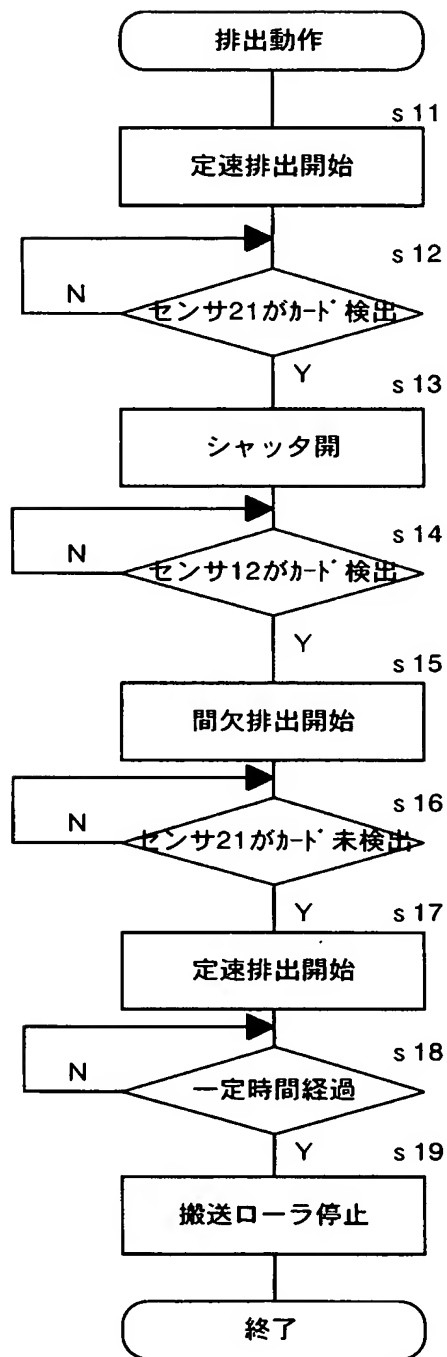 排出動作
s 11
定速排出開始
s 12
センサ21がｶｰﾄﾞ検出
N
Y
s 13
シャッタ開
s 14
センサ12がｶｰﾄﾞ検出
N
Y
s 15
間欠排出開始
s 16
センサ21がｶｰﾄﾞ未検出
N
Y
s 17
定速排出開始
s 18
一定時間経過
N
Y
s 19
搬送ローラ停止
終了